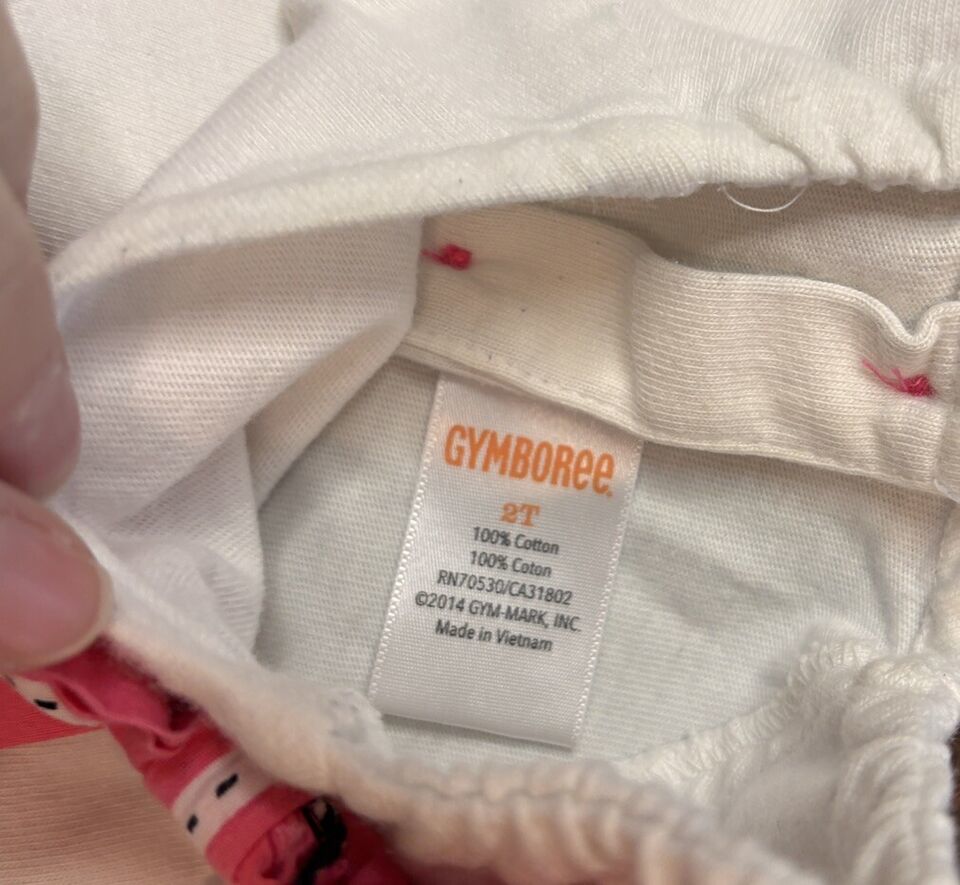 GYMBOREE
2T
100% Cotton
100% Coton
RN70530/CA31802
©2014 GYM-MARK, INC.
Made in Vietnam